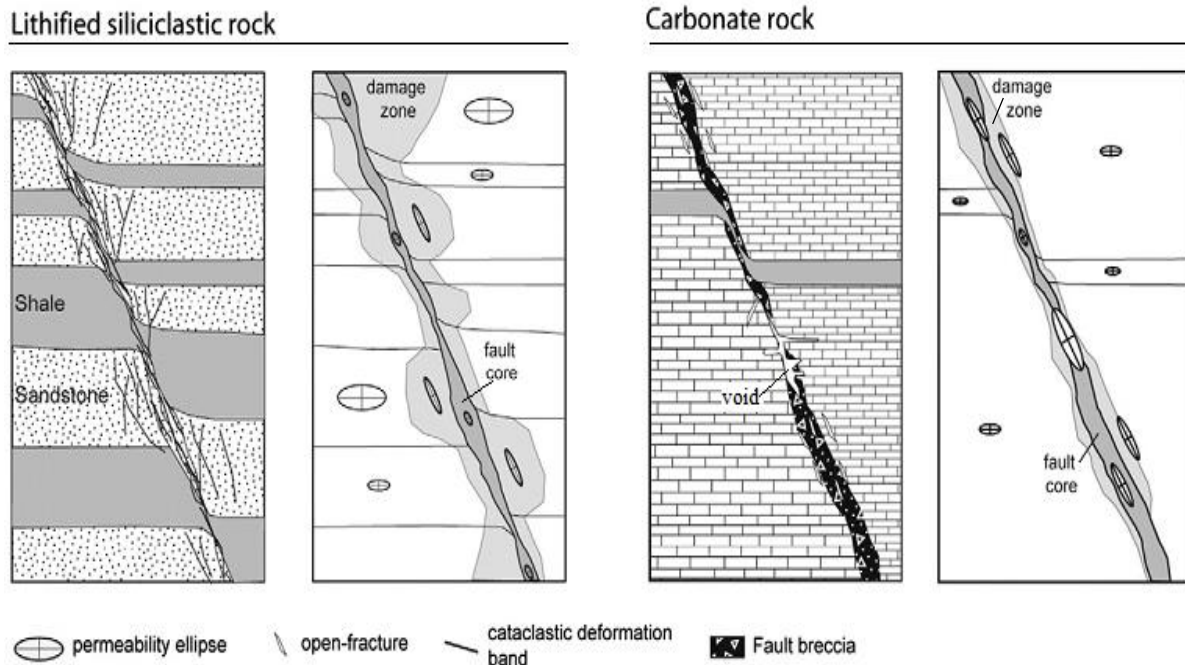 Lithified siliciclastic rock
Carbonate rock
damage
zone
Shale
Sandstone
fault
core
void
damage
zone
fault
core
permeability ellipse
open-fracture
cataclastic deformation
band
Fault breccia